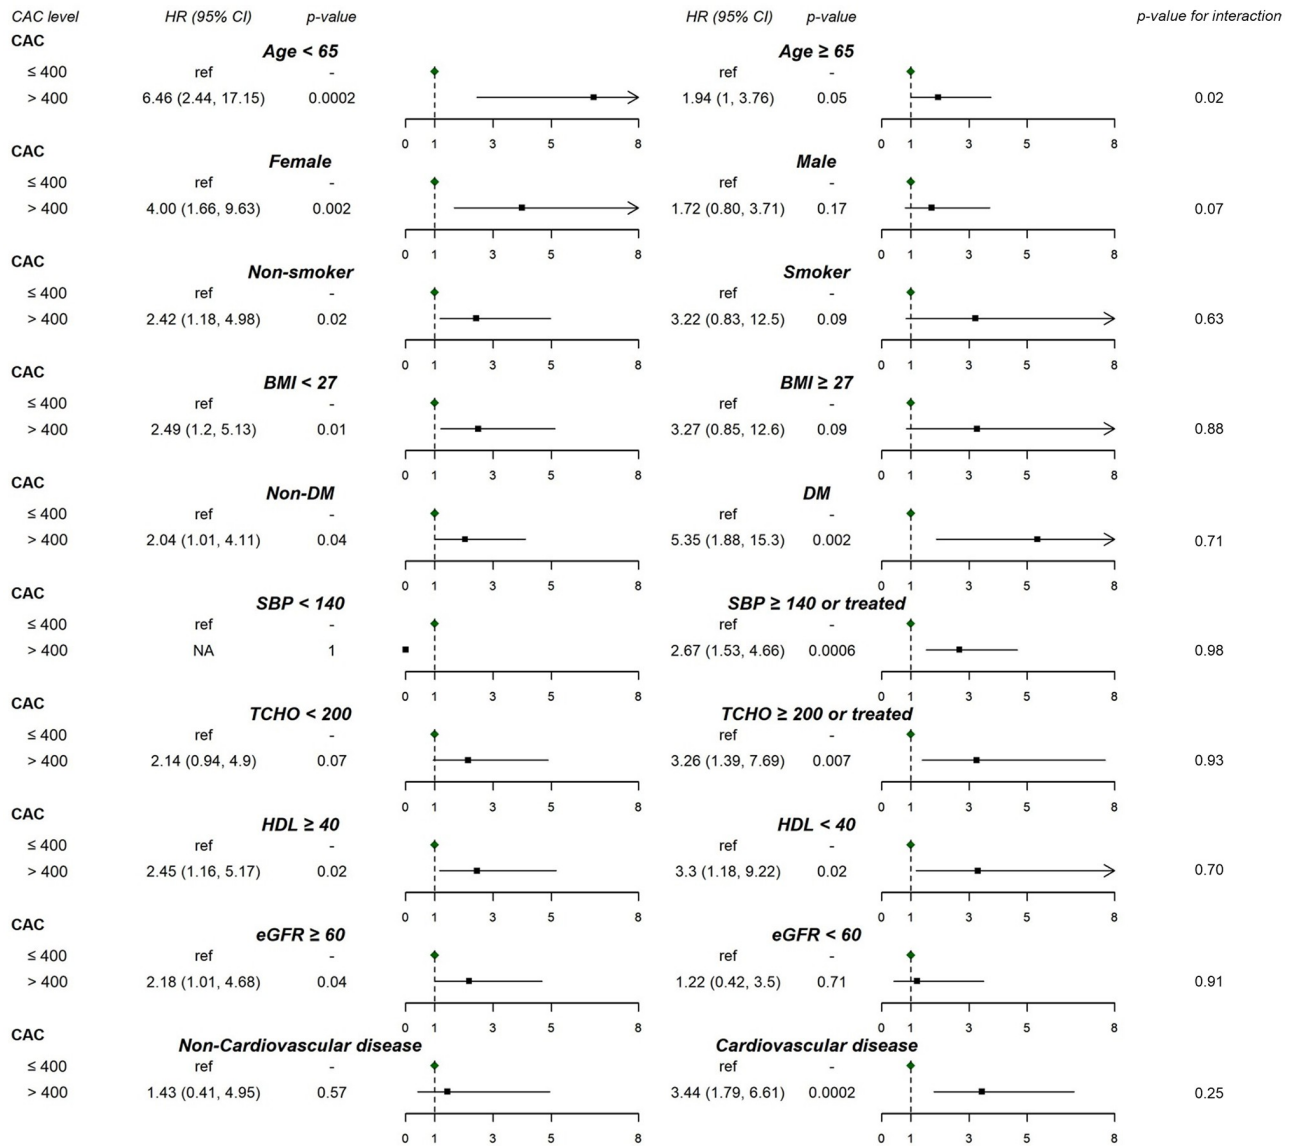 CAC level HR (95% CI) p-value HR (95% CI) p-value p-value for interaction
CAC
Age < 65 Age ≥ 65
≤ 400 ref - ref -
> 400 6.46 (2.44, 17.15) 0.0002 1.94 (1, 3.76) 0.05 0.02
0 1 3 5 8 0 1 3 5 8
CAC
Female Male
≤ 400 ref - ref -
> 400 4.00 (1.66, 9.63) 0.002 1.72 (0.80, 3.71) 0.17 0.07
0 1 3 5 8 0 1 3 5 8
CAC
Non-smoker Smoker
≤ 400 ref - ref -
> 400 2.42 (1.18, 4.98) 0.02 3.22 (0.83, 12.5) 0.09 0.63
0 1 3 5 8 0 1 3 5 8
CAC
BMI < 27 BMI ≥ 27
≤ 400 ref - ref -
> 400 2.49 (1.2, 5.13) 0.01 3.27 (0.85, 12.6) 0.09 0.88
0 1 3 5 8 0 1 3 5 8
CAC
Non-DM DM
≤ 400 ref - ref -
> 400 2.04 (1.01, 4.11) 0.04 5.35 (1.88, 15.3) 0.002 0.71
0 1 3 5 8 0 1 3 5 8
CAC
SBP < 140 SBP ≥ 140 or treated
≤ 400 ref - ref -
> 400 NA 1 2.67 (1.53, 4.66) 0.0006 0.98
0 1 3 5 8 0 1 3 5 8
CAC
TCHO < 200 TCHO ≥ 200 or treated
≤ 400 ref - ref -
> 400 2.14 (0.94, 4.9) 0.07 3.26 (1.39, 7.69) 0.007 0.93
0 1 3 5 8 0 1 3 5 8
CAC
HDL ≥ 40 HDL < 40
≤ 400 ref - ref -
> 400 2.45 (1.16, 5.17) 0.02 3.3 (1.18, 9.22) 0.02 0.70
0 1 3 5 8 0 1 3 5 8
CAC
eGFR ≥ 60 eGFR < 60
≤ 400 ref - ref -
> 400 2.18 (1.01, 4.68) 0.04 1.22 (0.42, 3.5) 0.71 0.91
0 1 3 5 8 0 1 3 5 8
CAC
Non-Cardiovascular disease Cardiovascular disease
≤ 400 ref - ref -
> 400 1.43 (0.41, 4.95) 0.57 3.44 (1.79, 6.61) 0.0002 0.25
0 1 3 5 8 0 1 3 5 8